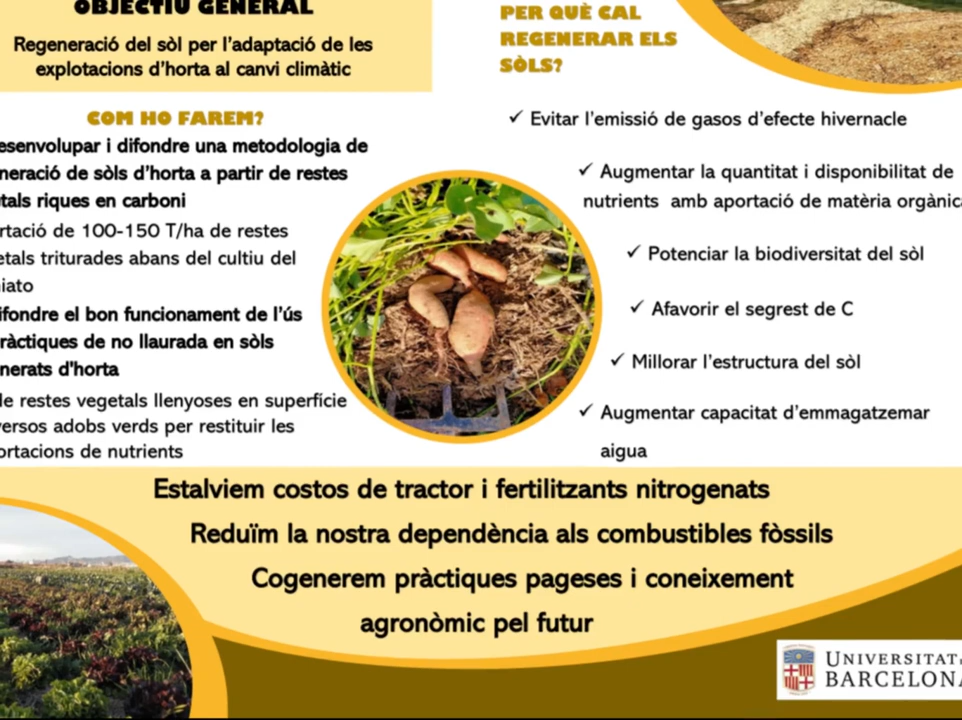 OBJECTIU GENERAL
Regeneració del sòl per l'adaptació de les
explotacions d'horta al canvi climàtic
COM HO FAREM?
esenvolupar i difondre una metodologia de
neració de sòls d'horta a partir de restes
tals riques en carboni
rtació de 100-150 T/ha de restes
etals triturades abans del cultiu del
iato
ifondre el bon funcionament de l'ús
ràctiques de no llaurada en sòls
nerats d'horta
de restes vegetals llenyoses en superfície
versos adobs verds per restituir les
ortacions de nutrients
PER QUÈ CAL
REGENERAR ELS
SÒLS?
✓ Evitar l'emissió de gasos d'efecte hivernacle
✓ Augmentar la quantitat i disponibilitat de
nutrients amb aportació de matèria orgànica
✓ Potenciar la biodiversitat del sòl
✓ Afavorir el segrest de C
✓ Millorar l'estructura del sòl
✓ Augmentar capacitat d'emmagatzemar
aigua
Estalviem costos de tractor i fertilitzants nitrogenats
Reduïm la nostra dependència als combustibles fòssils
Cogenerem pràctiques pageses i coneixement
agronòmic pel futur
UNIVERSITAT
BARCELONA